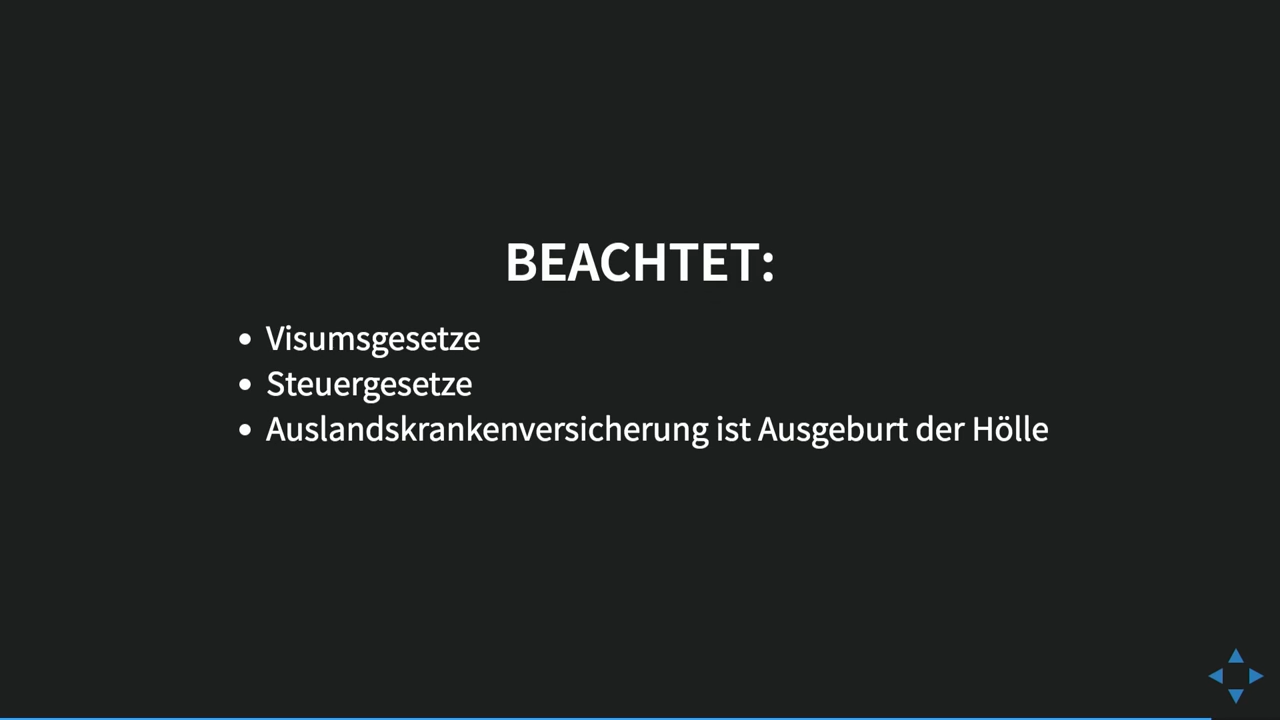 BEACHTET:
• Visumsgesetze
• Steuergesetze
• Auslandskrankenversicherung ist Ausgeburt der Hölle